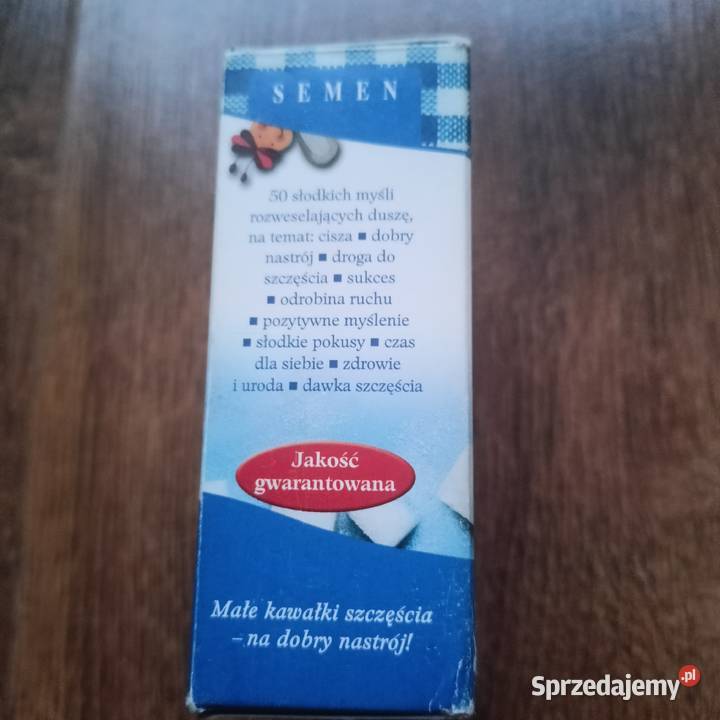 SEMEN
50 słodkich myśli
rozweselających duszę,
na temat: cisza ■ dobry
nastrój ■ droga do
szczęścia ■ sukces
■ odrobina ruchu
■ pozytywne myślenie
■ słodkie pokusy ■ czas
dla siebie ■ zdrowie
i uroda ■ dawka szczęścia
Jakość
gwarantowana
Małe kawałki szczęścia
– na dobry nastrój!
Sprzedajemy.pl